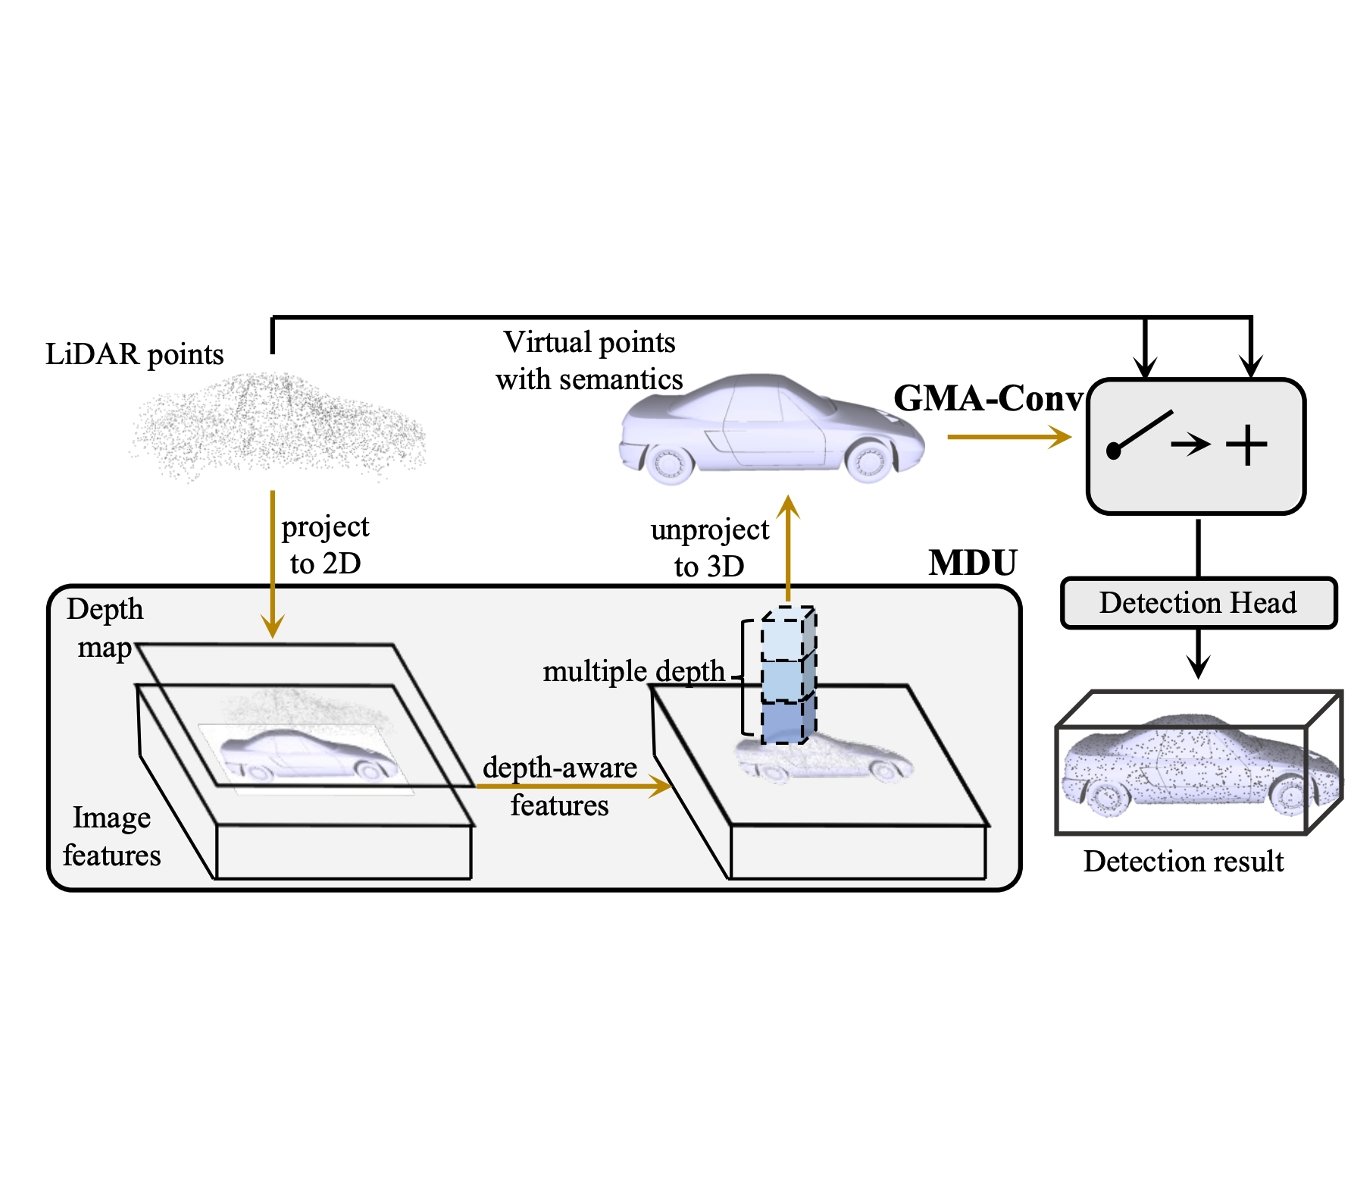 LiDAR points
Virtual points
with semantics
GMA-Conv
project
to 2D
unproject
to 3D
MDU
Depth
map
multiple depth
depth-aware
features
Image
features
Detection Head
Detection result